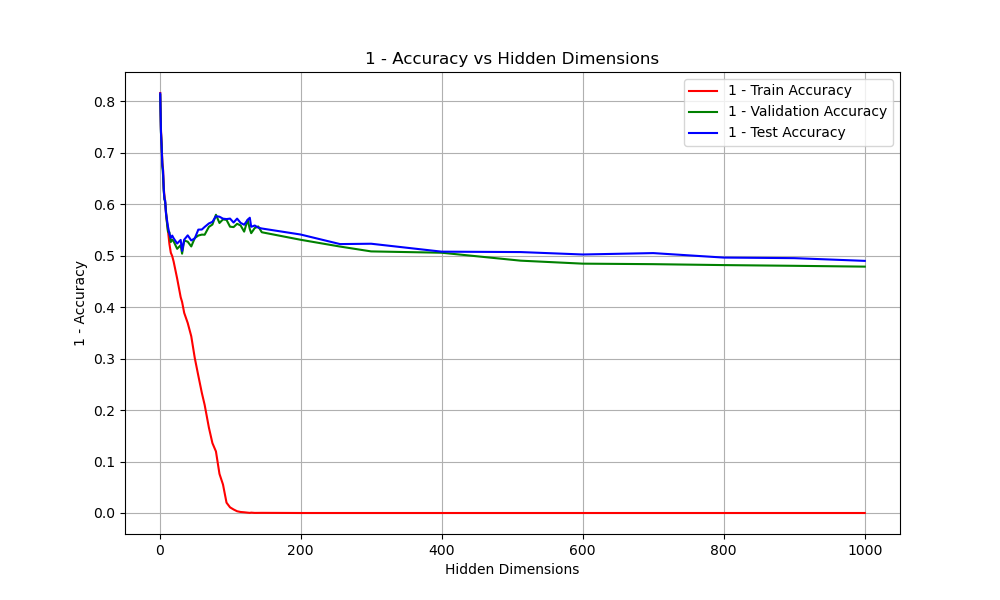 1 - Accuracy vs Hidden Dimensions
1 - Train Accuracy
1 - Validation Accuracy
1 - Test Accuracy
1 - Accuracy
0.8
0.7
0.6
0.5
0.4
0.3
0.2
0.1
0.0
0 200 400 600 800 1000
Hidden Dimensions